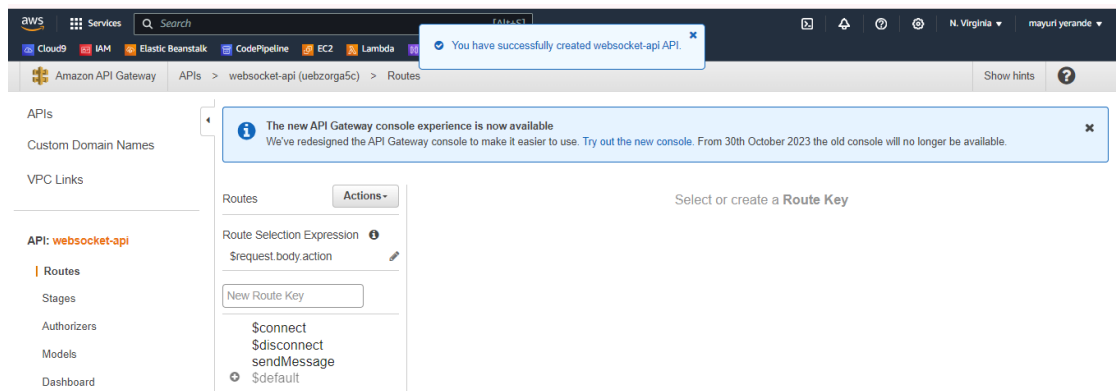 aws Services Search [Alt+S] N. Virginia mayuri yerande
You have successfully created websocket-api API.
Cloud9 IAM Elastic Beanstalk CodePipeline EC2 Lambda
Amazon API Gateway APIs > websocket-api (uebzorga5c) > Routes Show hints
APIs
Custom Domain Names
VPC Links
API: websocket-api
Routes
Stages
Authorizers
Models
Dashboard
The new API Gateway console experience is now available
We've redesigned the API Gateway console to make it easier to use. Try out the new console. From 30th October 2023 the old console will no longer be available.
Routes Actions
Route Selection Expression
$request.body.action
New Route Key
$connect
$disconnect
sendMessage
$default
Select or create a Route Key